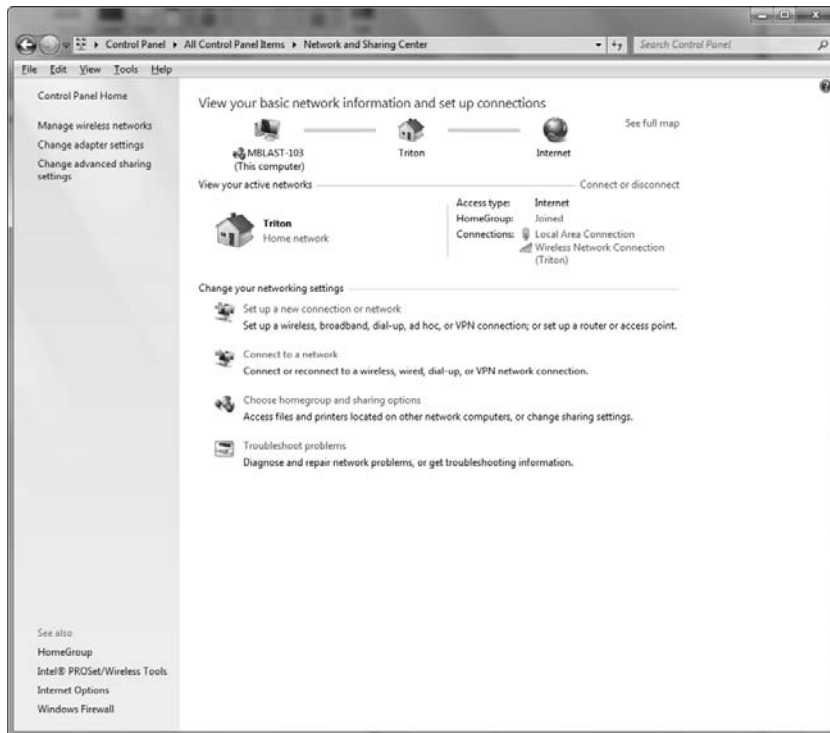 Control Panel ▸ All Control Panel Items ▸ Network and Sharing Center
Search Control Panel
File Edit View Tools Help
Control Panel Home
Manage wireless networks
Change adapter settings
Change advanced sharing
settings
View your basic network information and set up connections
See full map
MBLAST-103
(This computer)
Triton
Internet
View your active networks
Connect or disconnect
Triton
Home network
Access type: Internet
HomeGroup: Joined
Connections: Local Area Connection
Wireless Network Connection
(Triton)
Change your networking settings
Set up a new connection or network
Set up a wireless, broadband, dial-up, ad hoc, or VPN connection; or set up a router or access point.
Connect to a network
Connect or reconnect to a wireless, wired, dial-up, or VPN network connection.
Choose homegroup and sharing options
Access files and printers located on other network computers, or change sharing settings.
Troubleshoot problems
Diagnose and repair network problems, or get troubleshooting information.
See also
HomeGroup
Intel® PROSet/Wireless Tools
Internet Options
Windows Firewall